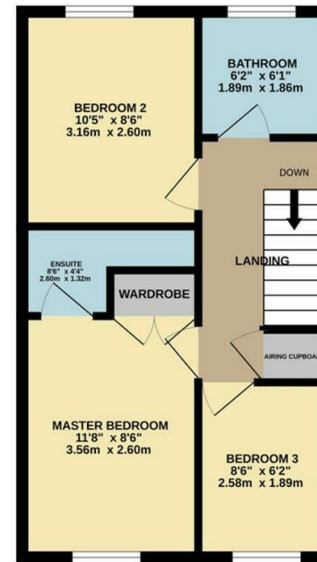 BEDROOM 2
10'5" x 8'6"
3.16m x 2.60m
BATHROOM
6'2" x 6'1"
1.89m x 1.86m
DOWN
LANDING
ENSUITE
8'6" x 4'4"
2.60m x 1.32m
WARDROBE
AIRING CUPBOA
MASTER BEDROOM
11'8" x 8'6"
3.56m x 2.60m
BEDROOM 3
8'6" x 6'2"
2.58m x 1.89m